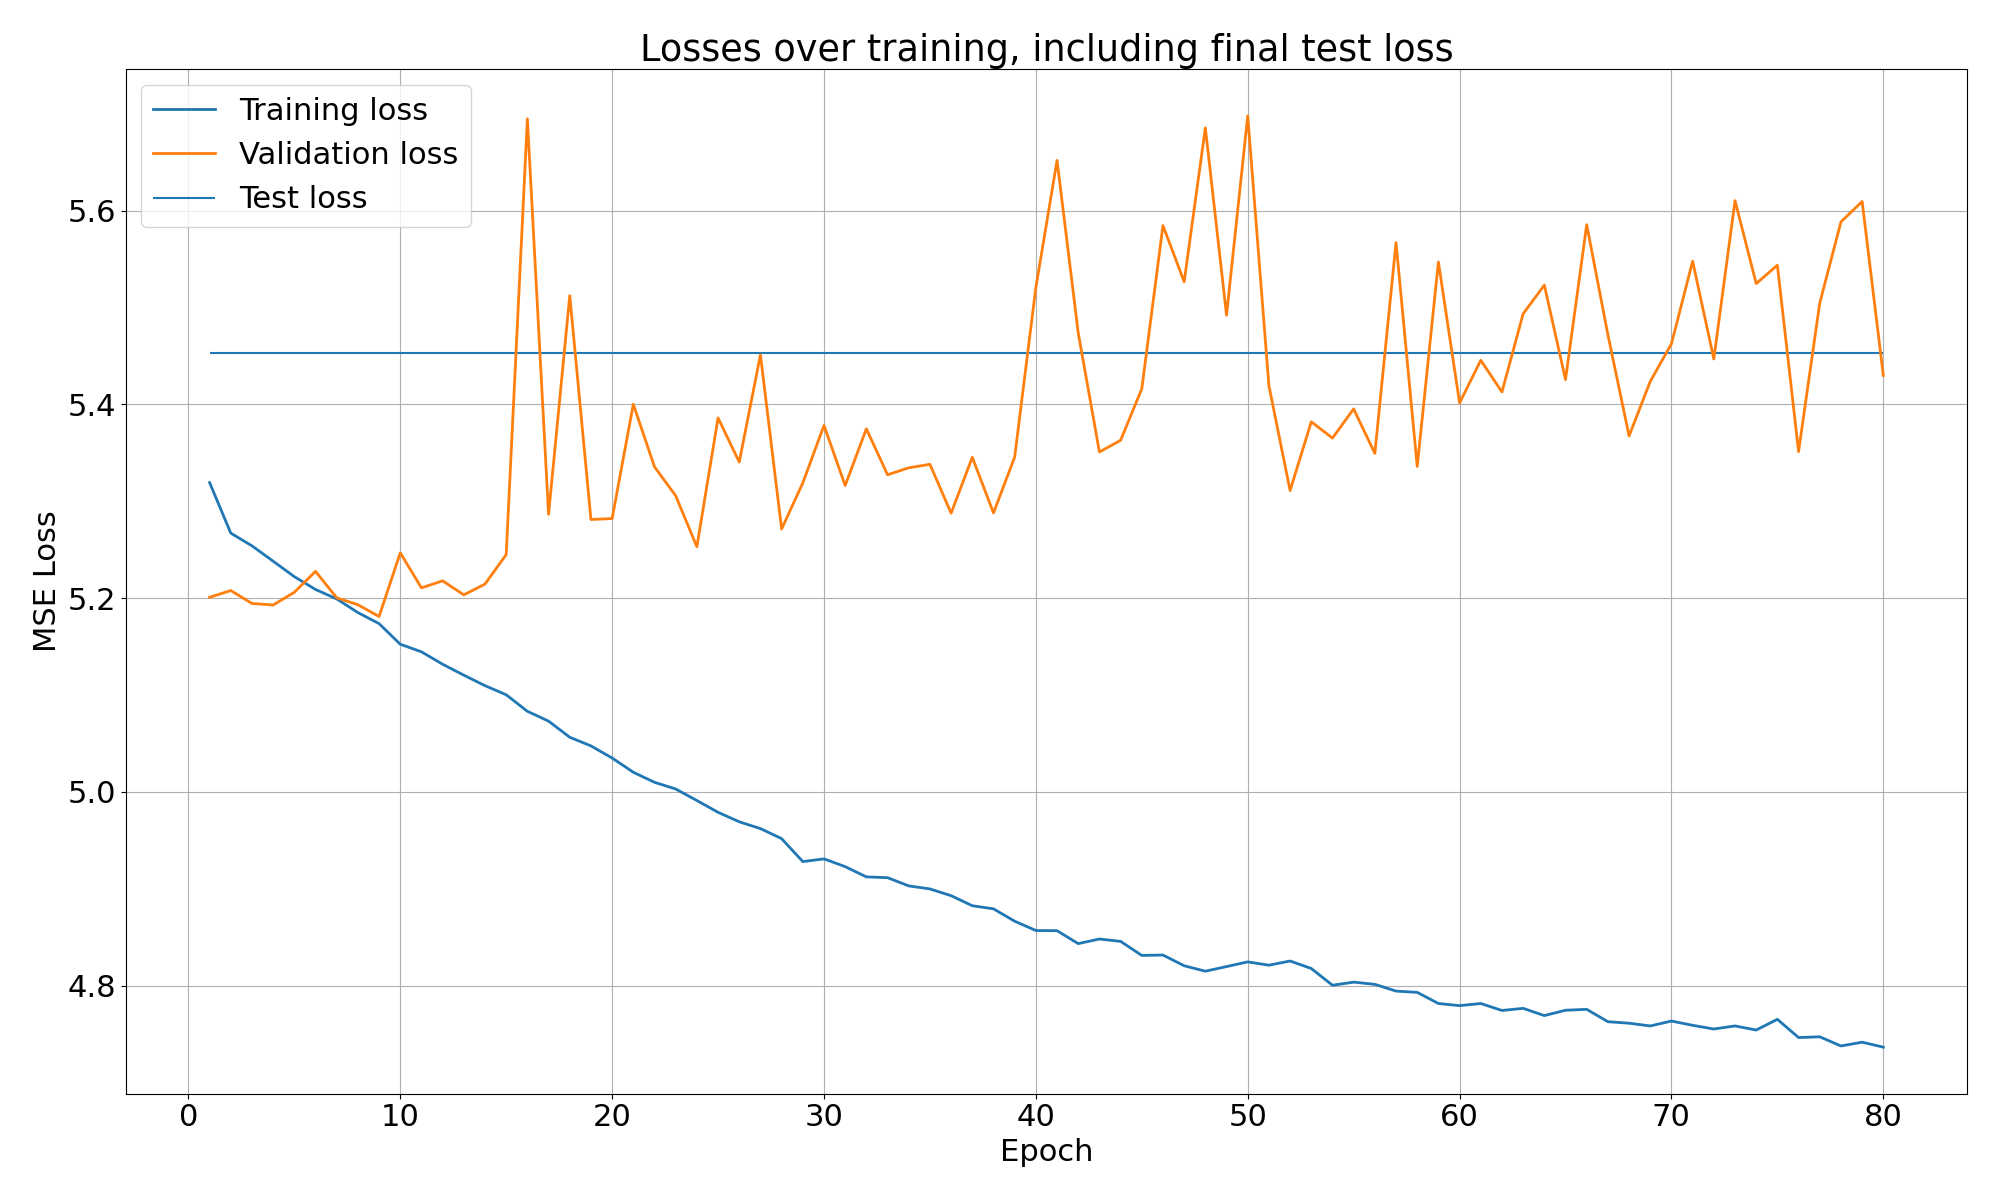 Losses over training, including final test loss
Training loss
Validation loss
Test loss
5.6
5.4
5.2
5.0
4.8
MSE Loss
0 10 20 30 40 50 60 70 80
Epoch